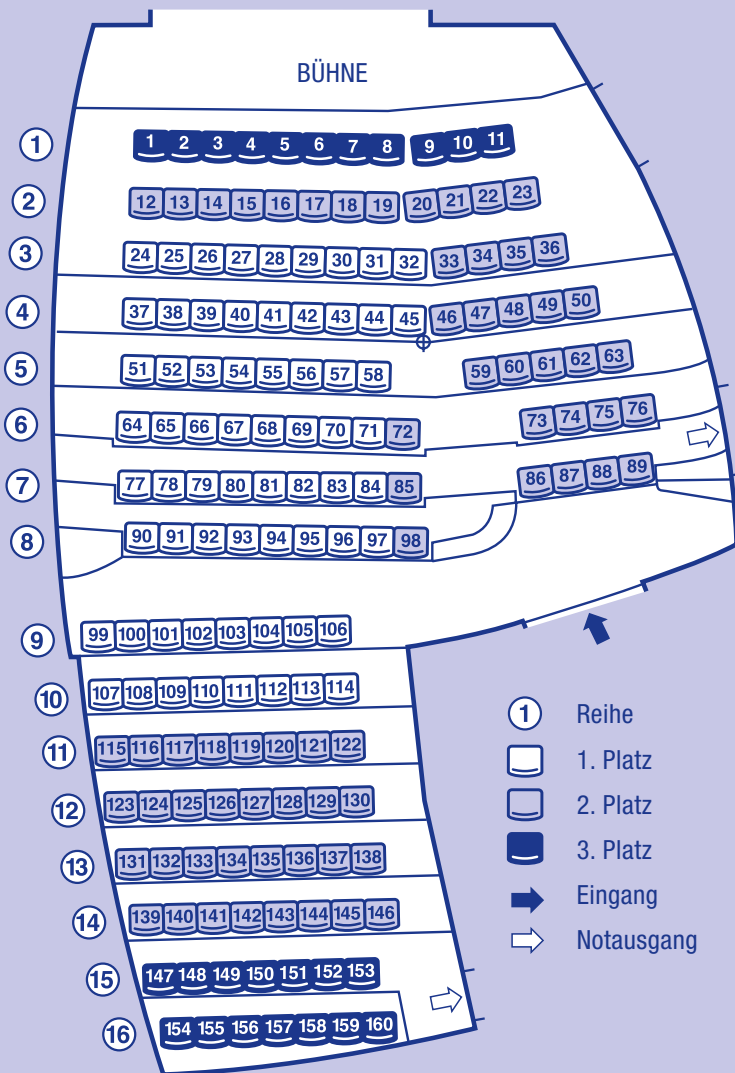 BÜHNE
1 1 2 3 4 5 6 7 8 9 10 11
2 12 13 14 15 16 17 18 19 20 21 22 23
3 24 25 26 27 28 29 30 31 32 33 34 35 36
4 37 38 39 40 41 42 43 44 45 46 47 48 49 50
5 51 52 53 54 55 56 57 58 59 60 61 62 63
6 64 65 66 67 68 69 70 71 72 73 74 75 76
7 77 78 79 80 81 82 83 84 85 86 87 88 89
8 90 91 92 93 94 95 96 97 98
9 99 100 101 102 103 104 105 106
10 107 108 109 110 111 112 113 114
11 115 116 117 118 119 120 121 122
12 123 124 125 126 127 128 129 130
13 131 132 133 134 135 136 137 138
14 139 140 141 142 143 144 145 146
15 147 148 149 150 151 152 153
16 154 155 156 157 158 159 160
1 Reihe
1. Platz
2. Platz
3. Platz
Eingang
Notausgang